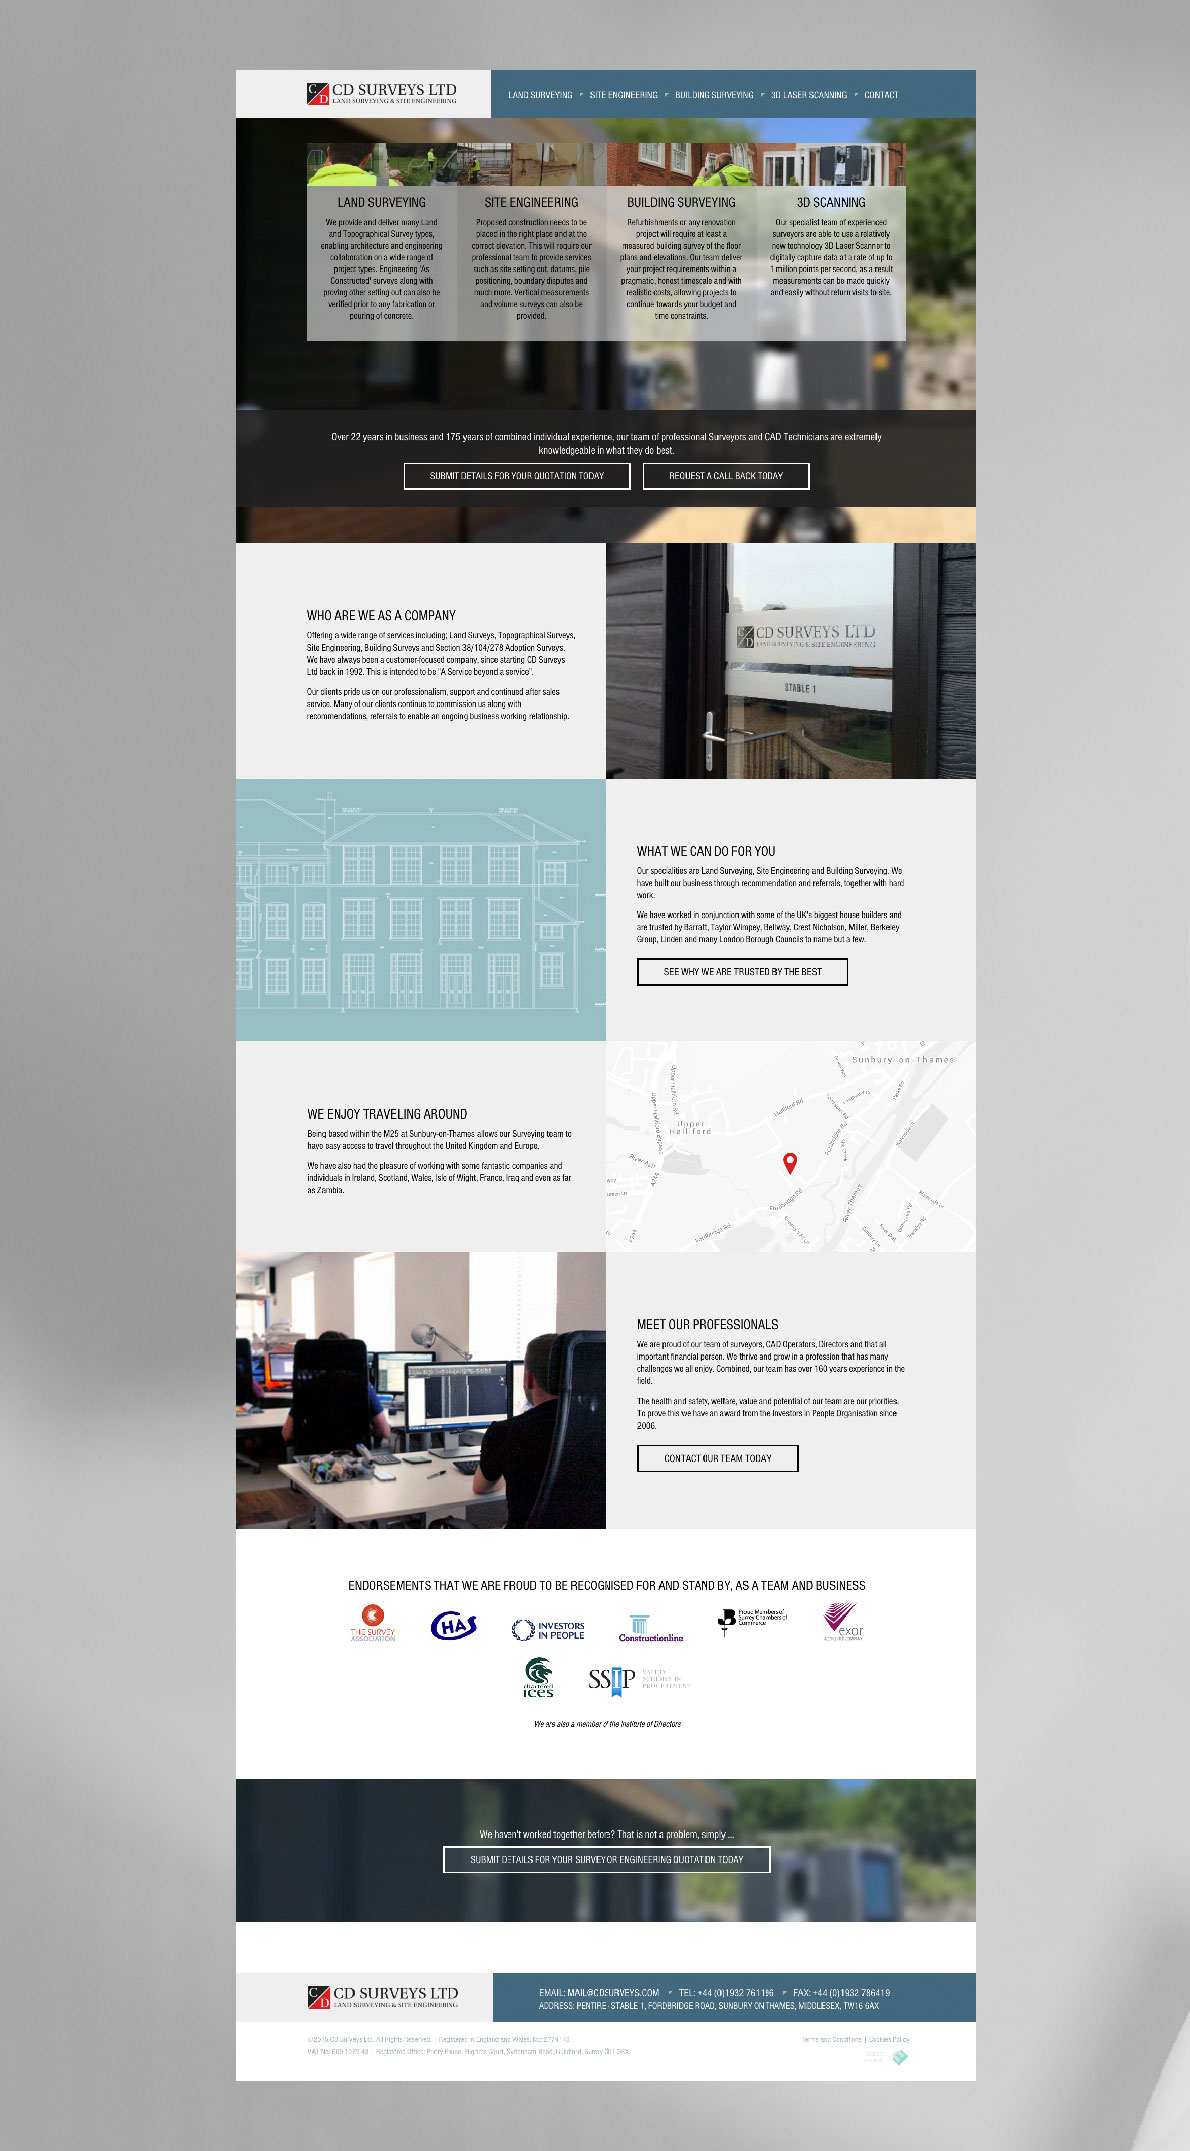 CD SURVEYS LTD
LAND SURVEYING & SITE ENGINEERING
LAND SURVEYING SITE ENGINEERING BUILDING SURVEYING 3D LASER SCANNING CONTACT
LAND SURVEYING
We provide and deliver many Land
and Topographical Survey types,
enabling architecture and engineering
collaboration on a wide range of
project types. Engineering 'As
Constructed' surveys along with
proving other setting out can also be
verified prior to any fabrication or
pouring of concrete.
SITE ENGINEERING
Proposed construction needs to be
placed in the right place and at the
correct elevation. This will require our
professional team to provide services
such as site setting out, datums, pile
positioning, boundary disputes and
much more. Vertical measurements
and volume surveys can also be
provided.
BUILDING SURVEYING
Refurbishments or any renovation
project will require at least a
measured building survey of the floor
plans and elevations. Our team deliver
your project requirements within a
pragmatic, honest timescale and with
realistic costs, allowing projects to
continue towards your budget and
time constraints.
3D SCANNING
Our specialist team of experienced
surveyors are able to use a relatively
new technology 3D Laser Scanner to
digitally capture data at a rate of up to
1 million points per second, as a result
measurements can be made quickly
and easily without return visits to site.
Over 22 years in business and 175 years of combined individual experience, our team of professional Surveyors and CAD Technicians are extremely
knowledgeable in what they do best.
SUBMIT DETAILS FOR YOUR QUOTATION TODAY
REQUEST A CALL BACK TODAY
WHO ARE WE AS A COMPANY
Offering a wide range of services including; Land Surveys, Topographical Surveys,
Site Engineering, Building Surveys and Section 38/104/278 Adoption Surveys.
We have always been a customer-focused company, since starting CD Surveys
Ltd back in 1992. This is intended to be "A Service beyond a service".
Our clients pride us on our professionalism, support and continued after sales
service. Many of our clients continue to commission us along with
recommendations, referrals to enable an ongoing business working relationship.
CD SURVEYS LTD
LAND SURVEYING & SITE ENGINEERING
STABLE 1
WHAT WE CAN DO FOR YOU
Our specialities are Land Surveying, Site Engineering and Building Surveying. We
have built our business through recommendation and referrals, together with hard
work.
We have worked in conjunction with some of the UK's biggest house builders and
are trusted by Barratt, Taylor Wimpey, Bellway, Crest Nicholson, Miller, Berkeley
Group, Linden and many London Borough Councils to name but a few.
SEE WHY WE ARE TRUSTED BY THE BEST
WE ENJOY TRAVELING AROUND
Being based within the M25 at Sunbury-on-Thames allows our Surveying team to
have easy access to travel throughout the United Kingdom and Europe.
We have also had the pleasure of working with some fantastic companies and
individuals in Ireland, Scotland, Wales, Isle of Wight, France, Iraq and even as far
as Zambia.
Sunbury-on-Thames
Upper
Halliford
Upper Halliford Rd
Halliford Rd
Fordbridge Rd
River Ash
A244
Fordbridge Rd
Fordbridge Rd
River Thames
MEET OUR PROFESSIONALS
We are proud of our team of surveyors, CAD Operators, Directors and that all
important financial person. We thrive and grow in a profession that has many
challenges we all enjoy. Combined, our team has over 160 years experience in the
field.
The health and safety, welfare, value and potential of our team are our priorities.
To prove this we have an award from the Investors in People Organisation since
2006.
CONTACT OUR TEAM TODAY
ENDORSEMENTS THAT WE ARE PROUD TO BE RECOGNISED FOR AND STAND BY, AS A TEAM AND BUSINESS
THE SURVEY
ASSOCIATION
CHAS
INVESTORS
IN PEOPLE
Constructionline
Proud Members of
Surrey Chambers of
Commerce
exor
ACCREDITED COMPANY
chartered
ices
SSIP
SAFETY
SCHEMES IN
PROCUREMENT
We are also a member of the Institute of Directors
We haven't worked together before? That is not a problem, simply ...
SUBMIT DETAILS FOR YOUR SURVEY OR ENGINEERING QUOTATION TODAY
CD SURVEYS LTD
LAND SURVEYING & SITE ENGINEERING
EMAIL: MAIL@CDSURVEYS.COM TEL: +44 (0)1932 761196 FAX: +44 (0)1932 786419
ADDRESS: PENTIRE - STABLE 1, FORDBRIDGE ROAD, SUNBURY ON THAMES, MIDDLESEX, TW16 6AX
CD Surveys Ltd. All Rights Reserved. | Registered in England and Wales, No: 2774145
Terms and Conditions | Cookies Policy